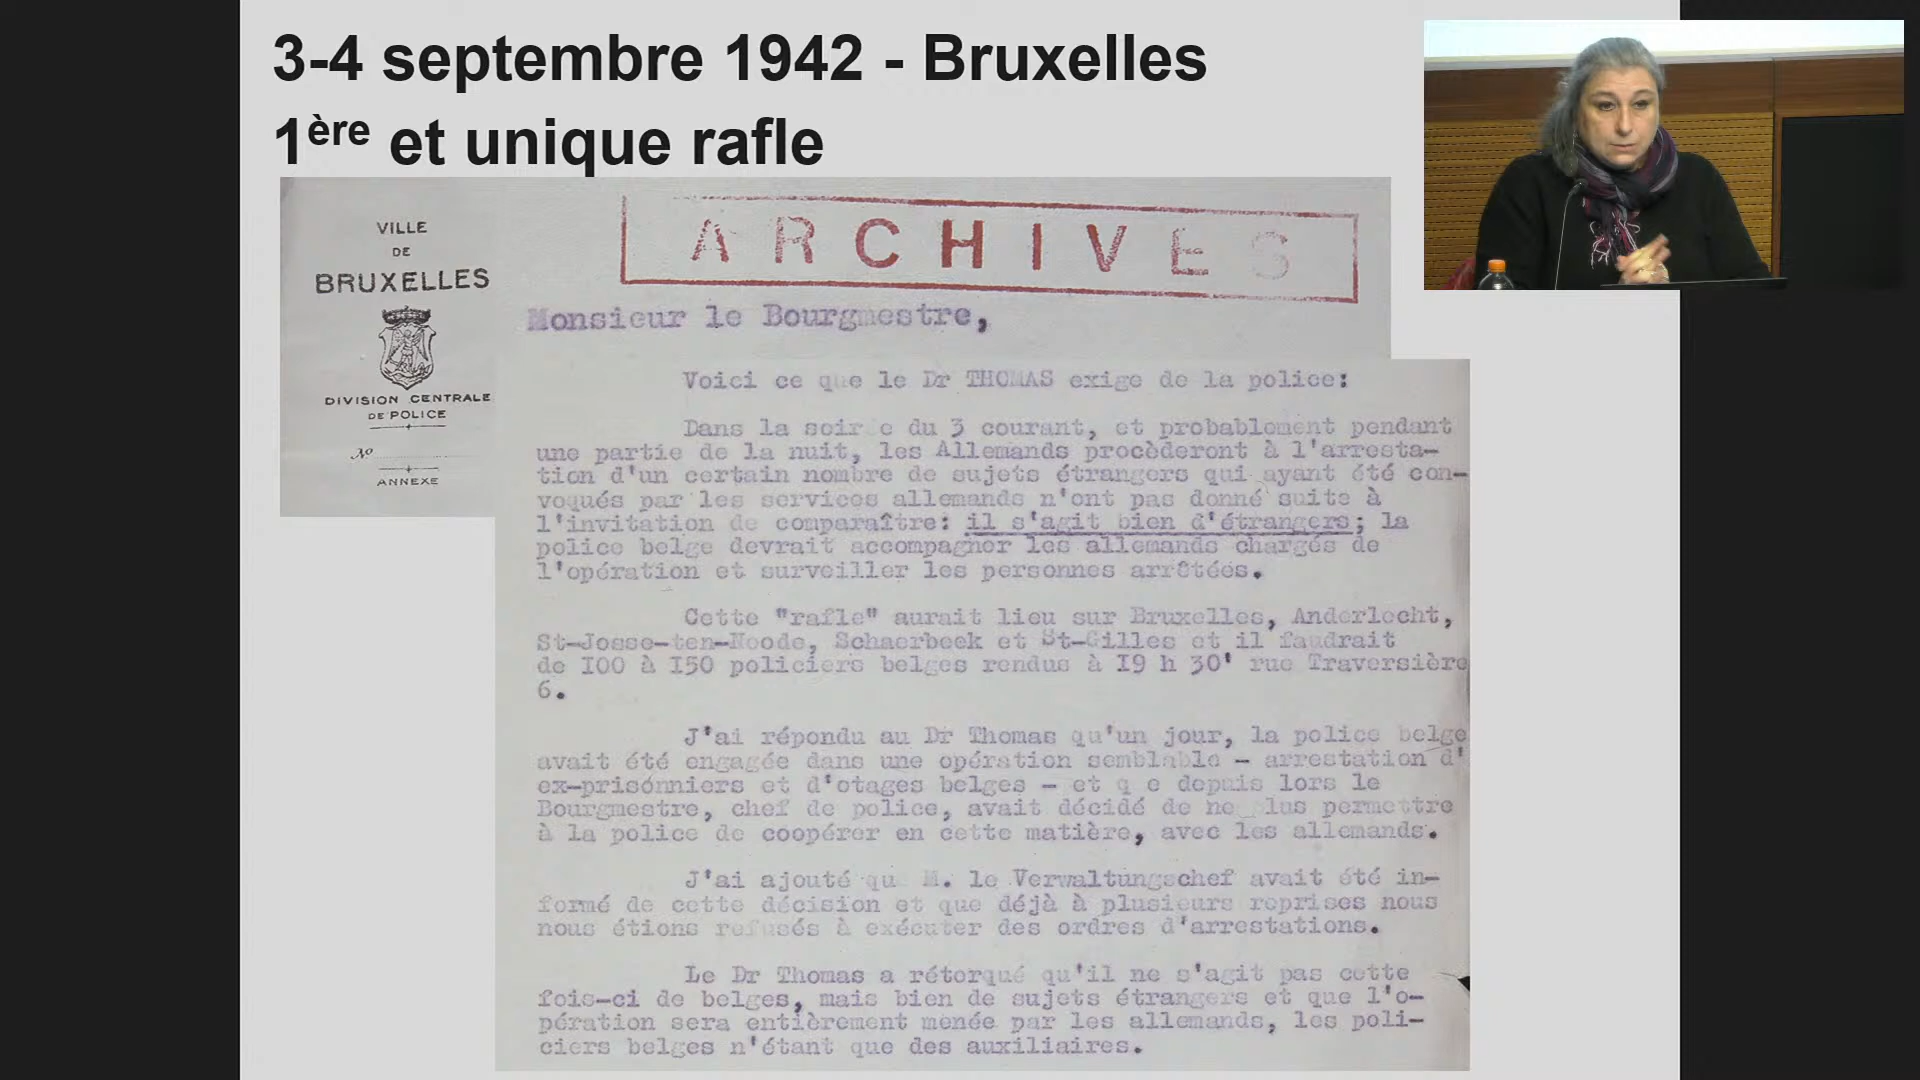 3-4 septembre 1942 - Bruxelles
1ère et unique rafle
VILLE
DE
BRUXELLES
DIVISION CENTRALE
DE POLICE
No
ANNEXE
ARCHIVES
Monsieur le Bourgmestre,
Voici ce que le Dr THOMAS exige de la police:
Dans la soir e du 3 courant, et probablement pendant
une partie de la nuit, les Allemands procèderont à l'arresta-
tion d'un certain nombre de sujets étrangers qui ayant été con-
voqués par les services allemands n'ont pas donné suite à
l'invitation de comparaître: il s'agit bien d'étrangers; la
police belge devrait accompagner les allemands chargés de
l'opération et surveiller les personnes arrêtées.
Cette "rafle" aurait lieu sur Bruxelles, Anderlecht,
St-Josse-ten-Noode, Schaerbeek et St-Gilles et il faudrait
de I00 à I50 policiers belges rendus à I9 h 30' rue Traversière
6.
J'ai répondu au Dr Thomas qu'un jour, la police belge
avait été engagée dans une opération semblable - arrestation d'
ex-prisonniers et d'otages belges - et q e depuis lors le
Bourgmestre, chef de police, avait décidé de ne plus permettre
à la police de coopérer en cette matière, avec les allemands.
J'ai ajouté qu M. le Verwaltungschef avait été in-
formé de cette décision et que déjà à plusieurs reprises nous
nous étions refusés à exécuter des ordres d'arrestations.
Le Dr Thomas a rétorqué qu'il ne s'agit pas cette
fois-ci de belges, mais bien de sujets étrangers et que l'o-
pération sera entièrement menée par les allemands, les poli-
ciers belges n'étant que des auxiliaires.